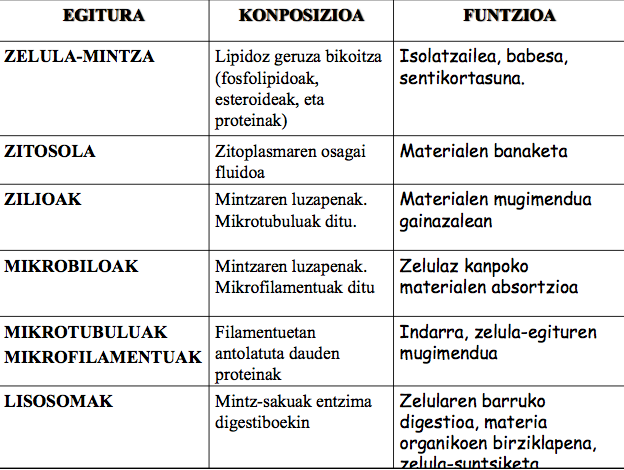 EGITURA
KONPOSIZIOA
FUNTZIOA
ZELULA-MINTZA
Lipidoz geruza bikoitza
(fosfolipidoak,
esteroideak, eta
proteinak)
Isolatzailea, babesa,
sentikortasuna.
ZITOSOLA
Zitoplasmaren osagai
fluidoa
Materialen banaketa
ZILIOAK
Mintzaren luzapenak.
Mikrotubuluak ditu.
Materialen mugimendua
gainazalean
MIKROBILOAK
Mintzaren luzapenak.
Mikrofilamentuak ditu
Zelulaz kanpoko
materialen absortzioa
MIKROTUBULUAK
MIKROFILAMENTUAK
Filamentuetan
antolatuta dauden
proteinak
Indarra, zelula-egituren
mugimendua
LISOSOMAK
Mintz-sakuak entzima
digestiboekin
Zelularen barruko
digestioa, materia
organikoen birziklapena,
zelula-suntsiketa